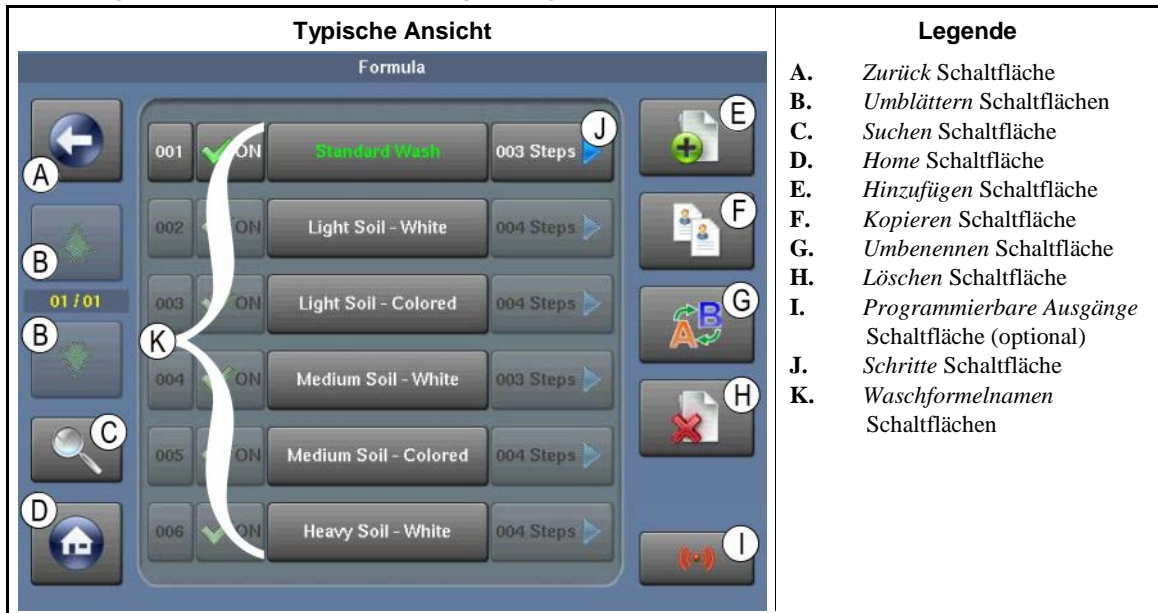 Typische Ansicht
Formula
A
B
01 / 01
B
C
D
001 ON Standard Wash 003 Steps
002 ON Light Soil - White 004 Steps
003 ON Light Soil - Colored 004 Steps
004 ON Medium Soil - White 003 Steps
005 ON Medium Soil - Colored 004 Steps
006 ON Heavy Soil - White 004 Steps
J
K
E
F
B
A
G
H
I
Legende
A. Zurück Schaltfläche
B. Umblättern Schaltflächen
C. Suchen Schaltfläche
D. Home Schaltfläche
E. Hinzufügen Schaltfläche
F. Kopieren Schaltfläche
G. Umbenennen Schaltfläche
H. Löschen Schaltfläche
I. Programmierbare Ausgänge
Schaltfläche (optional)
J. Schritte Schaltfläche
K. Waschformelnamen
Schaltflächen